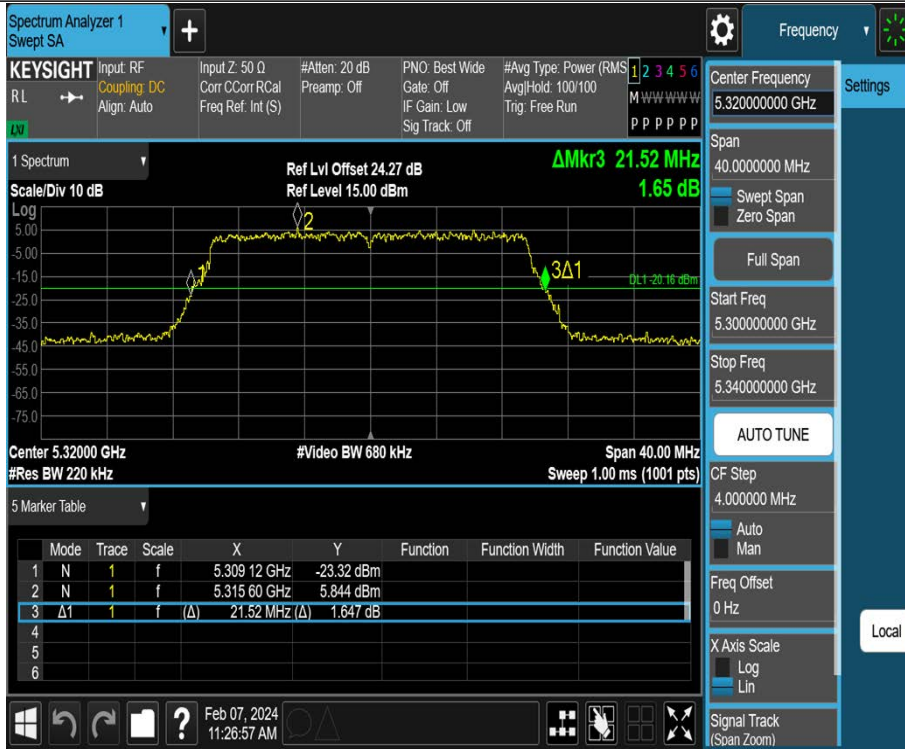 Spectrum Analyzer 1
Swept SA
+
Frequency
KEYSIGHT
RL
LXI
Input: RF
Coupling: DC
Align: Auto
Input Z: 50 Ω
Corr CCorr RCal
Freq Ref: Int (S)
#Atten: 20 dB
Preamp: Off
PNO: Best Wide
Gate: Off
IF Gain: Low
Sig Track: Off
#Avg Type: Power (RMS
Avg|Hold: 100/100
Trig: Free Run
1 2 3 4 5 6
M W W W W W
P P P P P P
Center Frequency
5.320000000 GHz
Settings
1 Spectrum
Scale/Div 10 dB
Ref Lvl Offset 24.27 dB
Ref Level 15.00 dBm
ΔMkr3 21.52 MHz
1.65 dB
Log
5.00
-5.00
-15.0
-25.0
-35.0
-45.0
-55.0
-65.0
-75.0
1
2
3Δ1
DL1 -20.16 dBm
Center 5.32000 GHz
#Res BW 220 kHz
#Video BW 680 kHz
Span 40.00 MHz
Sweep 1.00 ms (1001 pts)
Span
40.0000000 MHz
Swept Span
Zero Span
Full Span
Start Freq
5.300000000 GHz
Stop Freq
5.340000000 GHz
AUTO TUNE
CF Step
4.000000 MHz
Auto
Man
Freq Offset
0 Hz
X Axis Scale
Log
Lin
Signal Track
(Span Zoom)
Local
5 Marker Table
Mode Trace Scale X Y Function Function Width Function Value
1 N 1 f 5.309 12 GHz -23.32 dBm
2 N 1 f 5.315 60 GHz 5.844 dBm
3 Δ1 1 f (Δ) 21.52 MHz (Δ) 1.647 dB
4
5
6
?
Feb 07, 2024
11:26:57 AM